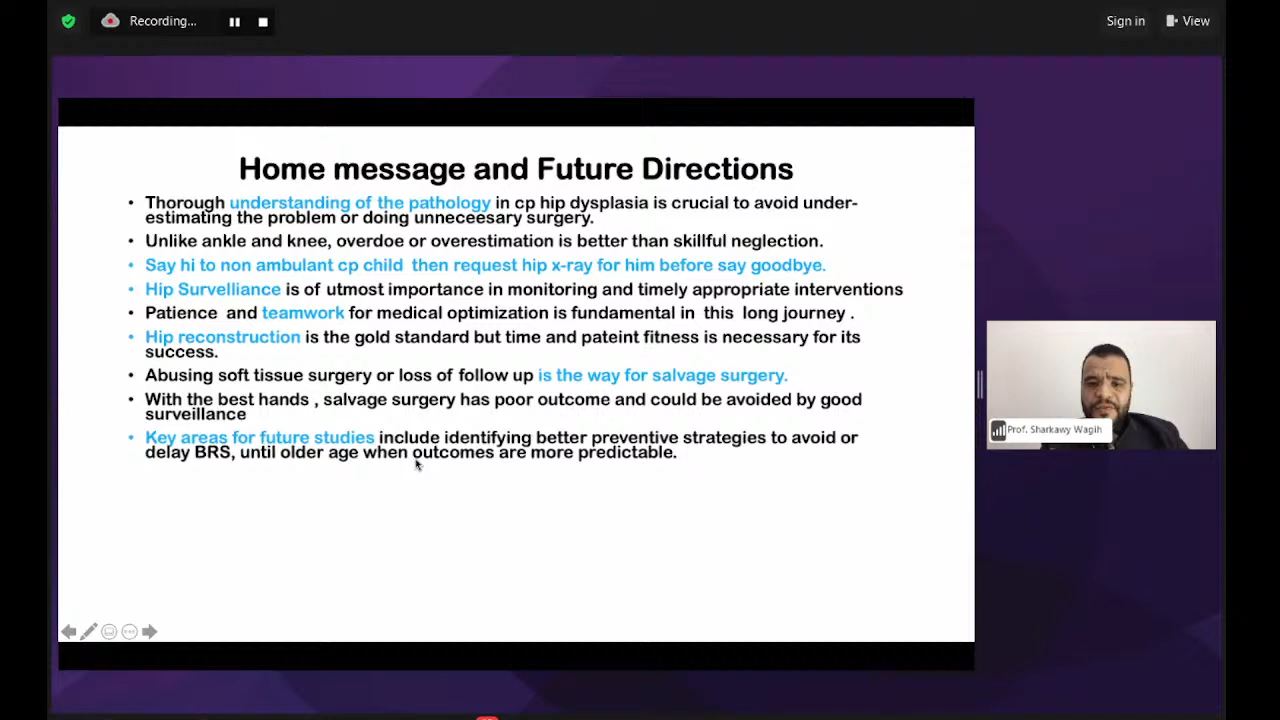 Recording...
Sign in
View
Home message and Future Directions
• Thorough understanding of the pathology in cp hip dysplasia is crucial to avoid under-
estimating the problem or doing unneceesary surgery.
• Unlike ankle and knee, overdoe or overestimation is better than skillful neglection.
• Say hi to non ambulant cp child then request hip x-ray for him before say goodbye.
• Hip Survelliance is of utmost importance in monitoring and timely appropriate interventions
• Patience and teamwork for medical optimization is fundamental in this long journey .
• Hip reconstruction is the gold standard but time and pateint fitness is necessary for its
success.
• Abusing soft tissue surgery or loss of follow up is the way for salvage surgery.
• With the best hands , salvage surgery has poor outcome and could be avoided by good
surveillance
• Key areas for future studies include identifying better preventive strategies to avoid or
delay BRS, until older age when outcomes are more predictable.
Prof. Sharkawy Wagih